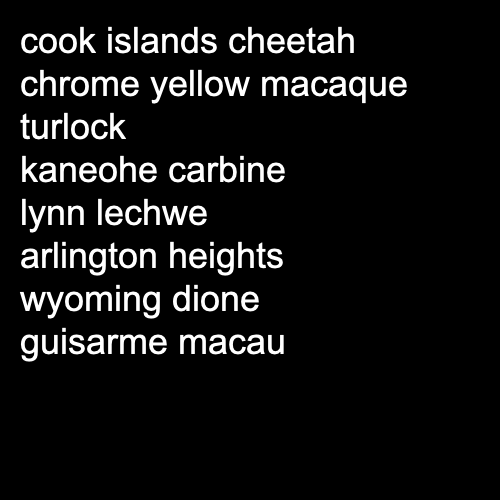 cook islands cheetah
chrome yellow macaque
turlock
kaneohe carbine
lynn lechwe
arlington heights
wyoming dione
guisarme macau